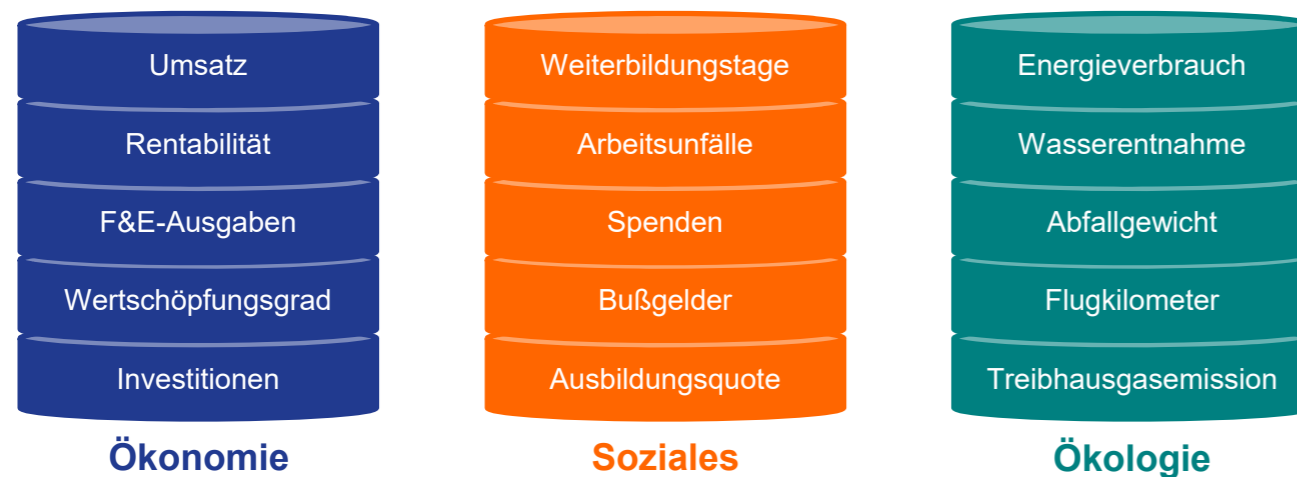 Umsatz
Rentabilität
F&E-Ausgaben
Wertschöpfungsgrad
Investitionen
Ökonomie
Weiterbildungstage
Arbeitsunfälle
Spenden
Bußgelder
Ausbildungsquote
Soziales
Energieverbrauch
Wasserentnahme
Abfallgewicht
Flugkilometer
Treibhausgasemission
Ökologie